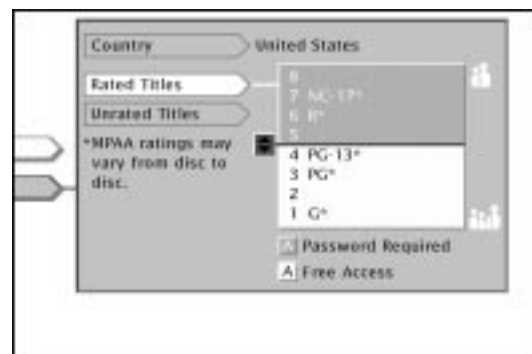 Country United States
Rated Titles
Unrated Titles
*MPAA ratings may
vary from disc to
disc.
8
7 NC-17*
6 R*
5
4 PG-13*
3 PG*
2
1 G*
A Password Required
A Free Access